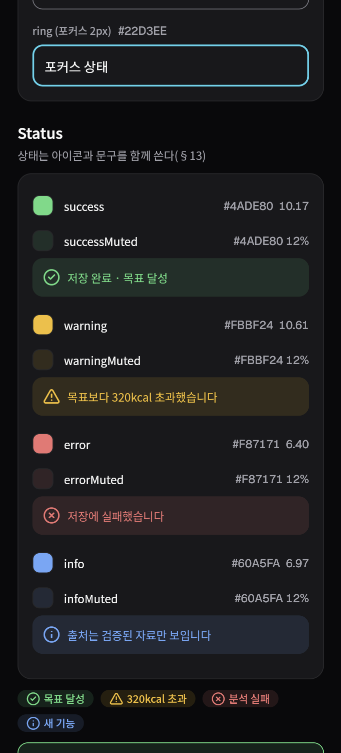 ring (포커스 2px) #22D3EE
포커스 상태
Status
상태는 아이콘과 문구를 함께 쓴다(§13)
success #4ADE80 10.17
successMuted #4ADE80 12%
저장 완료 · 목표 달성
warning #FBBF24 10.61
warningMuted #FBBF24 12%
목표보다 320kcal 초과했습니다
error #F87171 6.40
errorMuted #F87171 12%
저장에 실패했습니다
info #60A5FA 6.97
infoMuted #60A5FA 12%
출처는 검증된 자료만 보입니다
목표 달성 320kcal 초과 분석 실패
새 기능